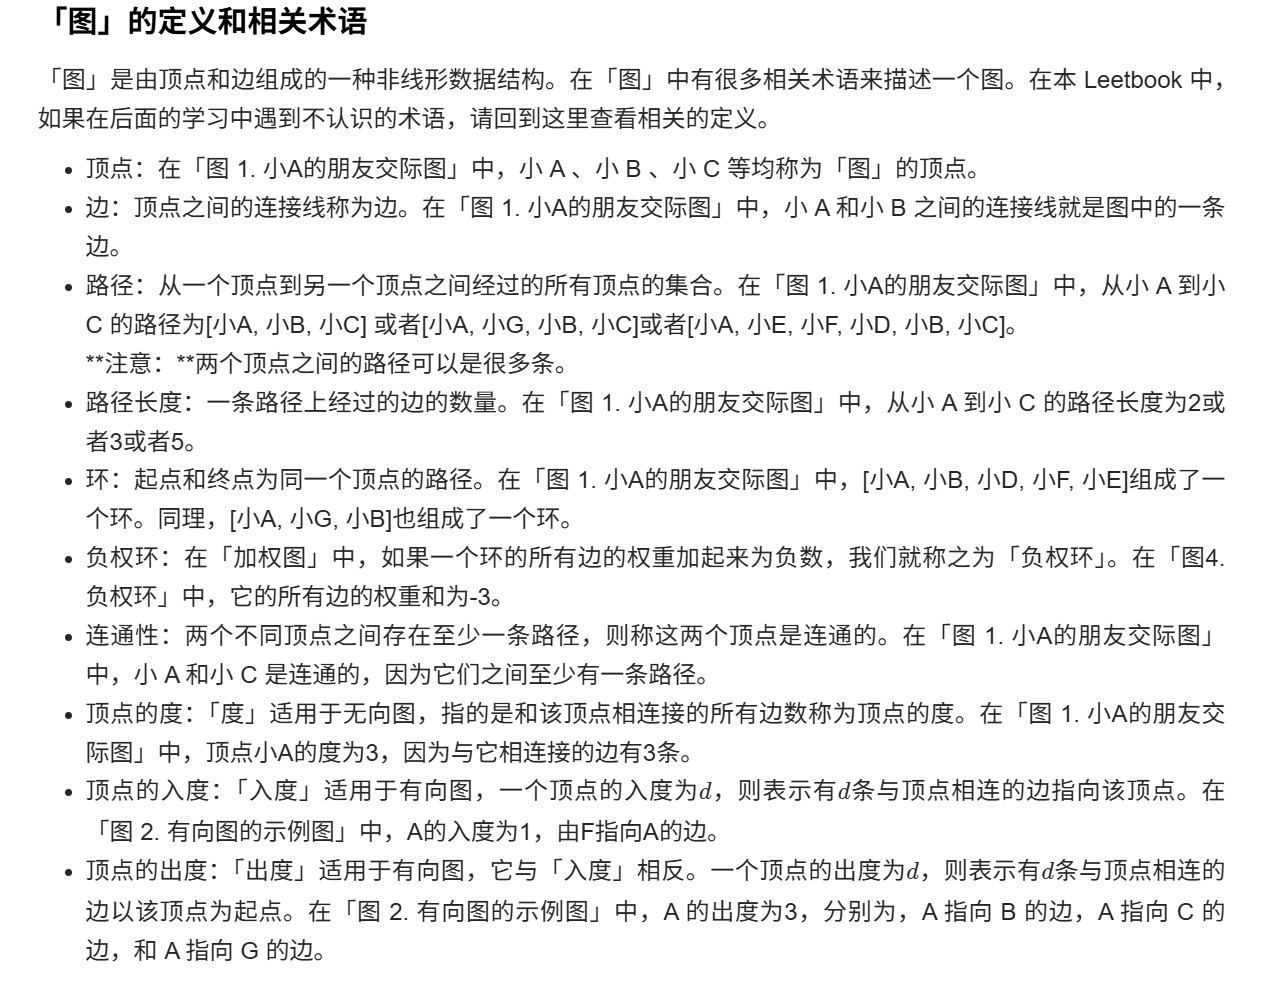 「图」的定义和相关术语
「图」是由顶点和边组成的一种非线形数据结构。在「图」中有很多相关术语来描述一个图。在本 Leetbook 中，
如果在后面的学习中遇到不认识的术语，请回到这里查看相关的定义。
• 顶点：在「图 1. 小A的朋友交际图」中，小 A 、小 B 、小 C 等均称为「图」的顶点。
• 边：顶点之间的连接线称为边。在「图 1. 小A的朋友交际图」中，小 A 和小 B 之间的连接线就是图中的一条
边。
• 路径：从一个顶点到另一个顶点之间经过的所有顶点的集合。在「图 1. 小A的朋友交际图」中，从小 A 到小
C 的路径为[小A, 小B, 小C] 或者[小A, 小G, 小B, 小C]或者[小A, 小E, 小F, 小D, 小B, 小C]。
**注意：**两个顶点之间的路径可以是很多条。
• 路径长度：一条路径上经过的边的数量。在「图 1. 小A的朋友交际图」中，从小 A 到小 C 的路径长度为2或
者3或者5。
• 环：起点和终点为同一个顶点的路径。在「图 1. 小A的朋友交际图」中，[小A, 小B, 小D, 小F, 小E]组成了一
个环。同理，[小A, 小G, 小B]也组成了一个环。
• 负权环：在「加权图」中，如果一个环的所有边的权重加起来为负数，我们就称之为「负权环」。在「图4.
负权环」中，它的所有边的权重和为-3。
• 连通性：两个不同顶点之间存在至少一条路径，则称这两个顶点是连通的。在「图 1. 小A的朋友交际图」
中，小 A 和小 C 是连通的，因为它们之间至少有一条路径。
• 顶点的度：「度」适用于无向图，指的是和该顶点相连接的所有边数称为顶点的度。在「图 1. 小A的朋友交
际图」中，顶点小A的度为3，因为与它相连接的边有3条。
• 顶点的入度：「入度」适用于有向图，一个顶点的入度为d，则表示有d条与顶点相连的边指向该顶点。在
「图 2. 有向图的示例图」中，A的入度为1，由F指向A的边。
• 顶点的出度：「出度」适用于有向图，它与「入度」相反。一个顶点的出度为d，则表示有d条与顶点相连的
边以该顶点为起点。在「图 2. 有向图的示例图」中，A 的出度为3，分别为，A 指向 B 的边，A 指向 C 的
边，和 A 指向 G 的边。